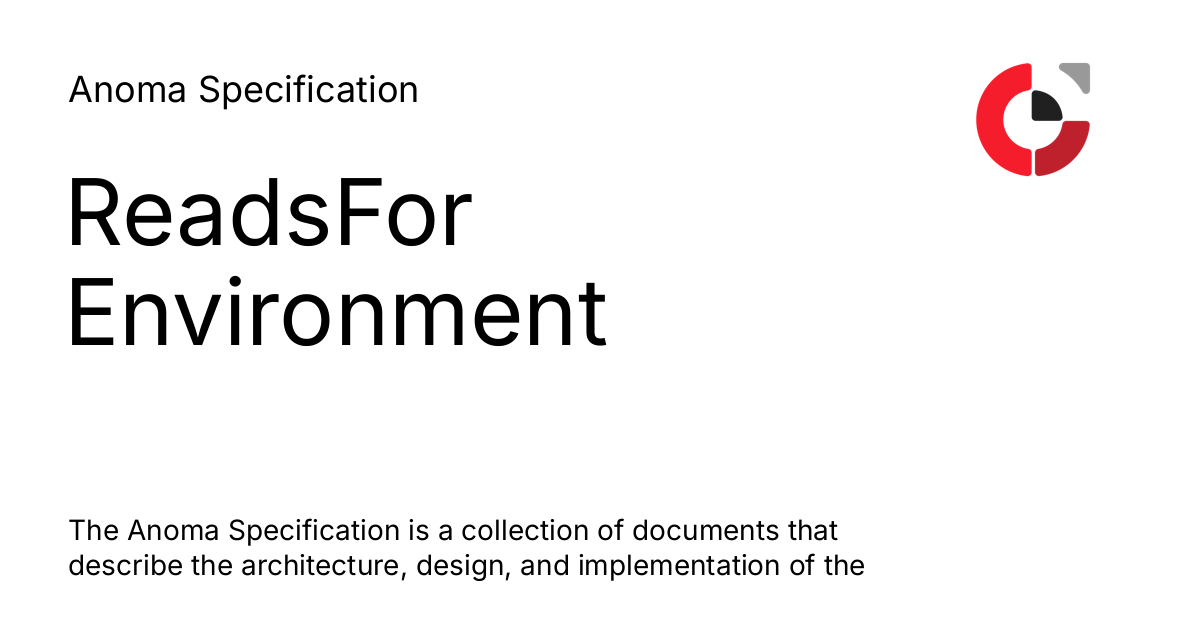 Anoma Specification
ReadsFor
Environment
The Anoma Specification is a collection of documents that
describe the architecture, design, and implementation of the